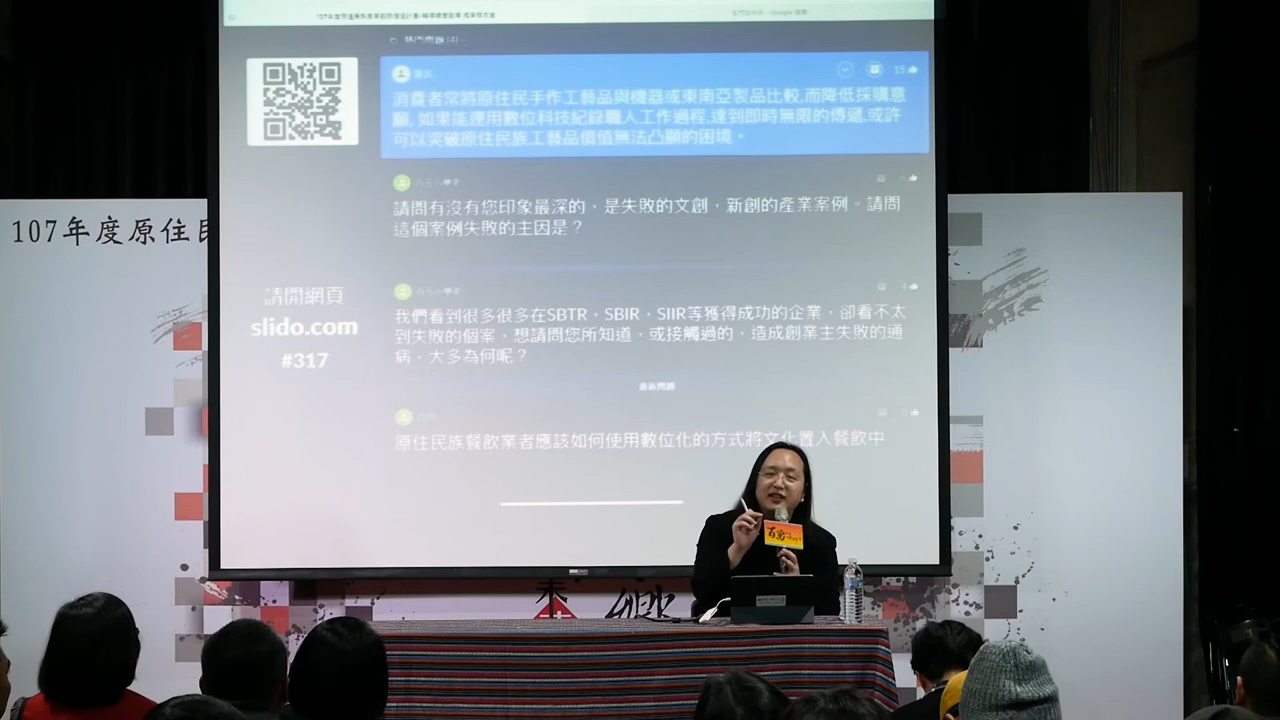 熱門問題 (4)
15
消費者常將原住民手作工藝品與機器或東南亞製品比較,而降低採購意
願, 如果能運用數位科技紀錄職人工作過程,達到即時無限的傳遞,或許
可以突破原住民族工藝品價值無法凸顯的困境。
請問有沒有您印象最深的，是失敗的文創，新創的產業案例。請問
這個案例失敗的主因是？
我們看到很多很多在SBTR，SBIR，SIIR等獲得成功的企業，卻看不太
到失敗的個案，想請問您所知道，或接觸過的，造成創業主失敗的通
病，大多為何呢？
最新問題
原住民族餐飲業者應該如何使用數位化的方式將文化置入餐飲中
請開網頁
slido.com
#317
107年度原住民